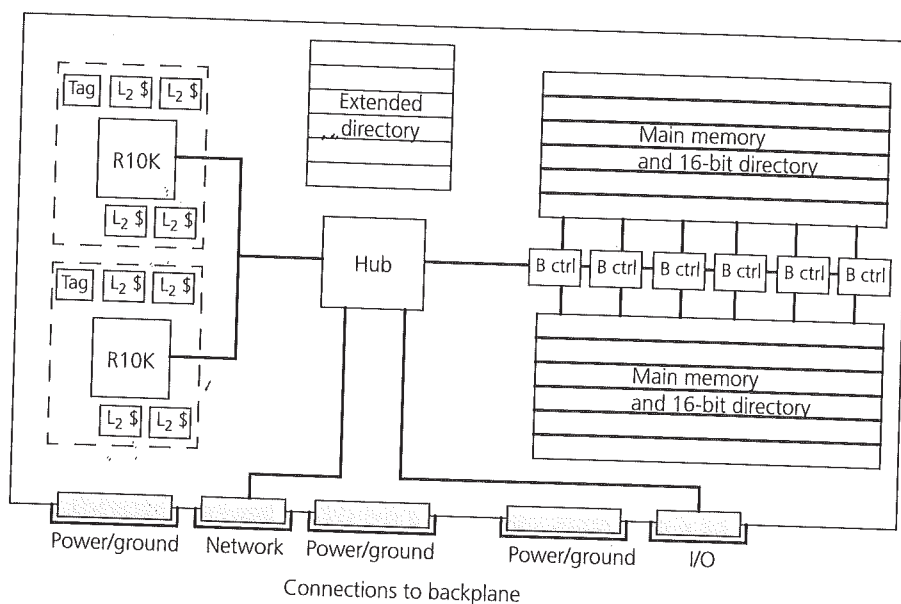 Tag
L₂ $
L₂ $
R10K
L₂ $
L₂ $
Tag
L₂ $
L₂ $
R10K
L₂ $
L₂ $
Extended
directory
Hub
Main memory
and 16-bit directory
B ctrl
B ctrl
B ctrl
B ctrl
B ctrl
B ctrl
Main memory
and 16-bit directory
Power/ground
Network
Power/ground
Power/ground
I/O
Connections to backplane